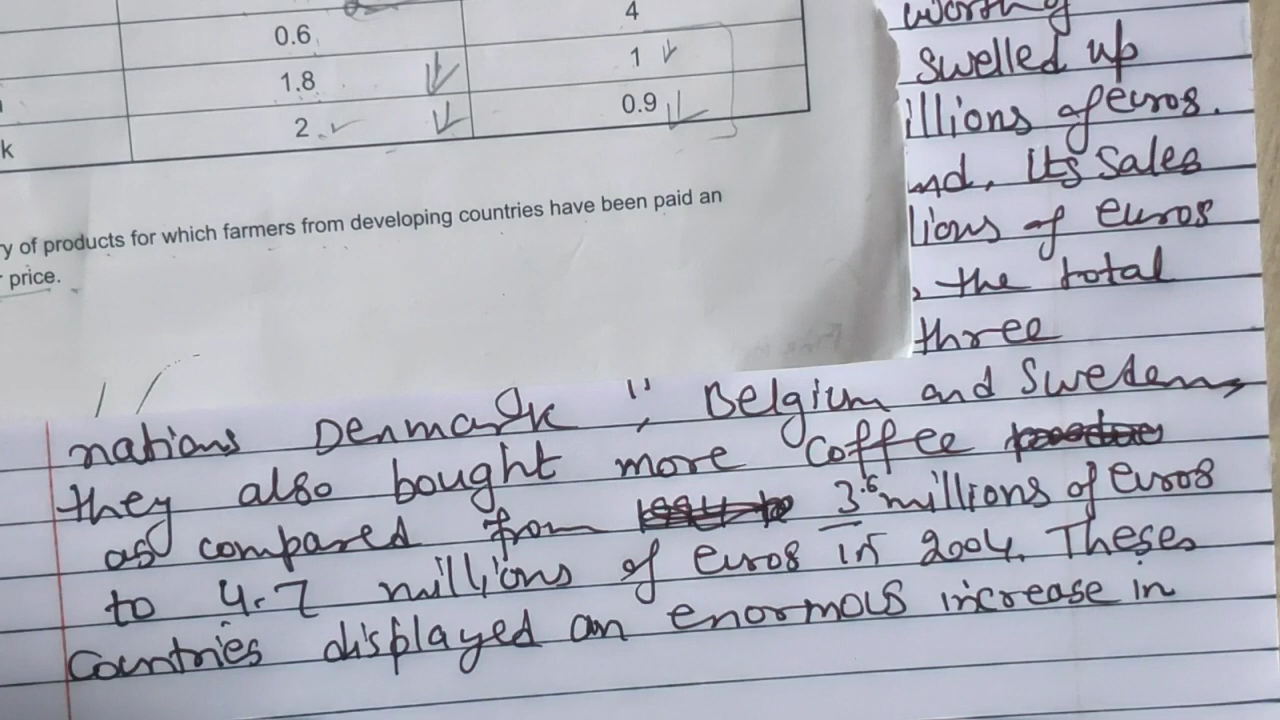 0.6
4
1.8
1
k
2
0.9
y of products for which farmers from developing countries have been paid an
price.
worth of
swelled up
illions of euros.
nd, its sales
lions of euros
, the total
three
nations Denmark, Belgium and Sweden,
they also bought more coffee
as compared from 3.6 millions of euros
to 4.7 millions of euros in 2004. These
countries displayed an enormous increase in